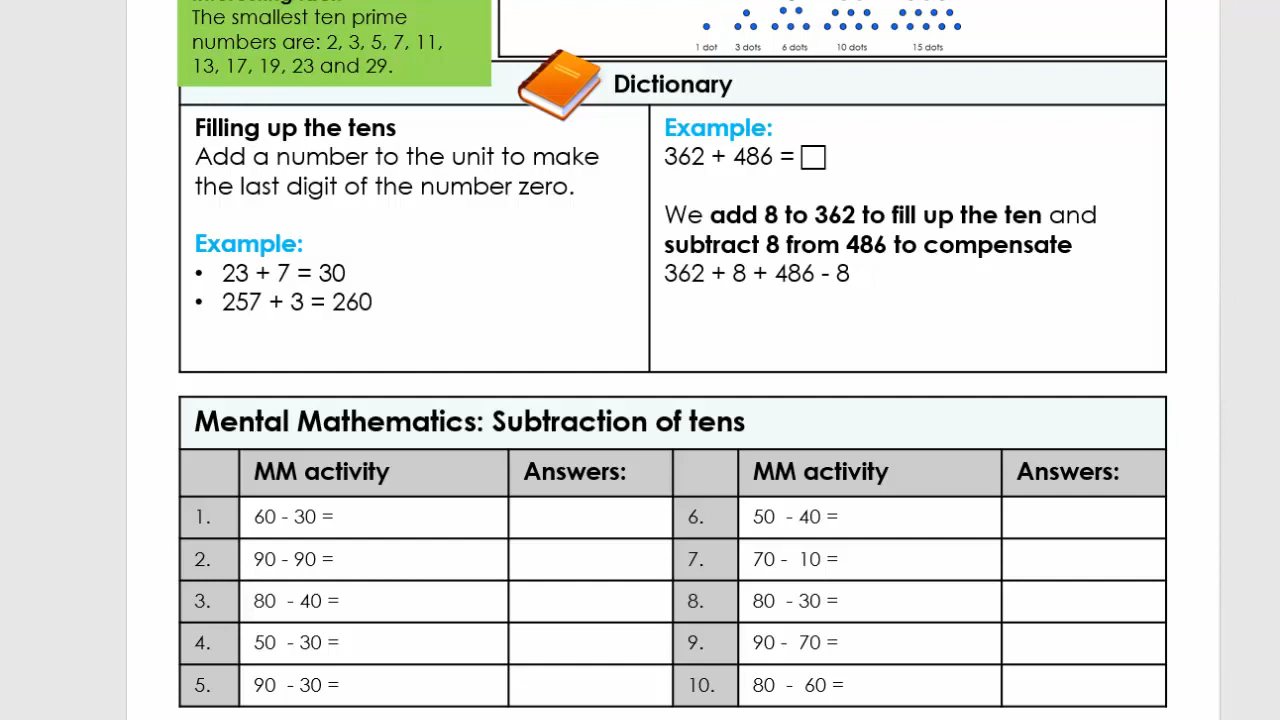 The smallest ten prime
numbers are: 2, 3, 5, 7, 11,
13, 17, 19, 23 and 29.
1 dot 3 dots 6 dots 10 dots 15 dots
Dictionary
Filling up the tens
Add a number to the unit to make
the last digit of the number zero.
Example:
• 23 + 7 = 30
• 257 + 3 = 260
Example:
362 + 486 = □
We add 8 to 362 to fill up the ten and
subtract 8 from 486 to compensate
362 + 8 + 486 - 8
Mental Mathematics: Subtraction of tens
MM activity Answers: MM activity Answers:
1. 60 - 30 = 6. 50 - 40 =
2. 90 - 90 = 7. 70 - 10 =
3. 80 - 40 = 8. 80 - 30 =
4. 50 - 30 = 9. 90 - 70 =
5. 90 - 30 = 10. 80 - 60 =